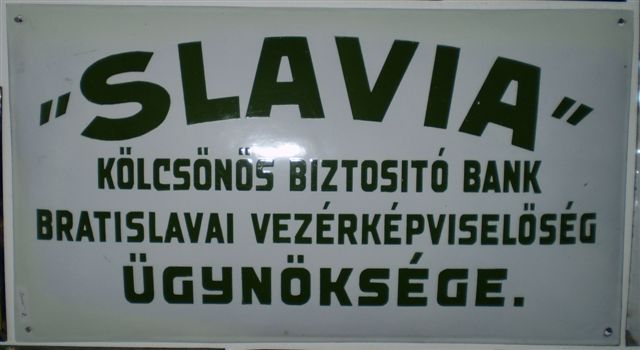 "SLAVIA"
KÖLCSÖNÖS BIZTOSITÓ BANK
BRATISLAVAI VEZÉRKÉPVISELŐSÉG
ÜGYNÖKSÉGE.